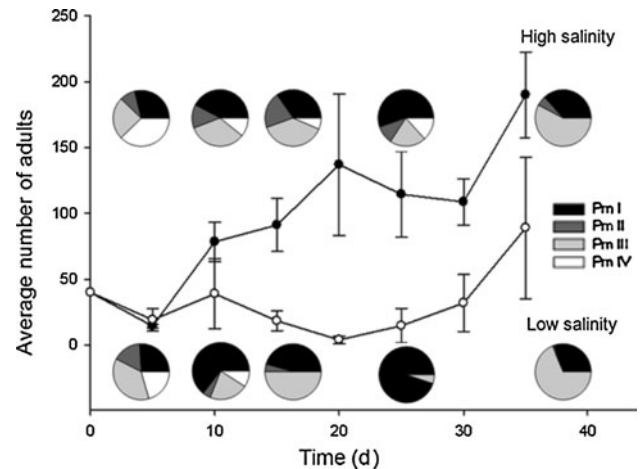 250
200
150
100
50
0
Average number of adults
High salinity
Pm I
Pm II
Pm III
Pm IV
Low salinity
0 10 20 30 40
Time (d)